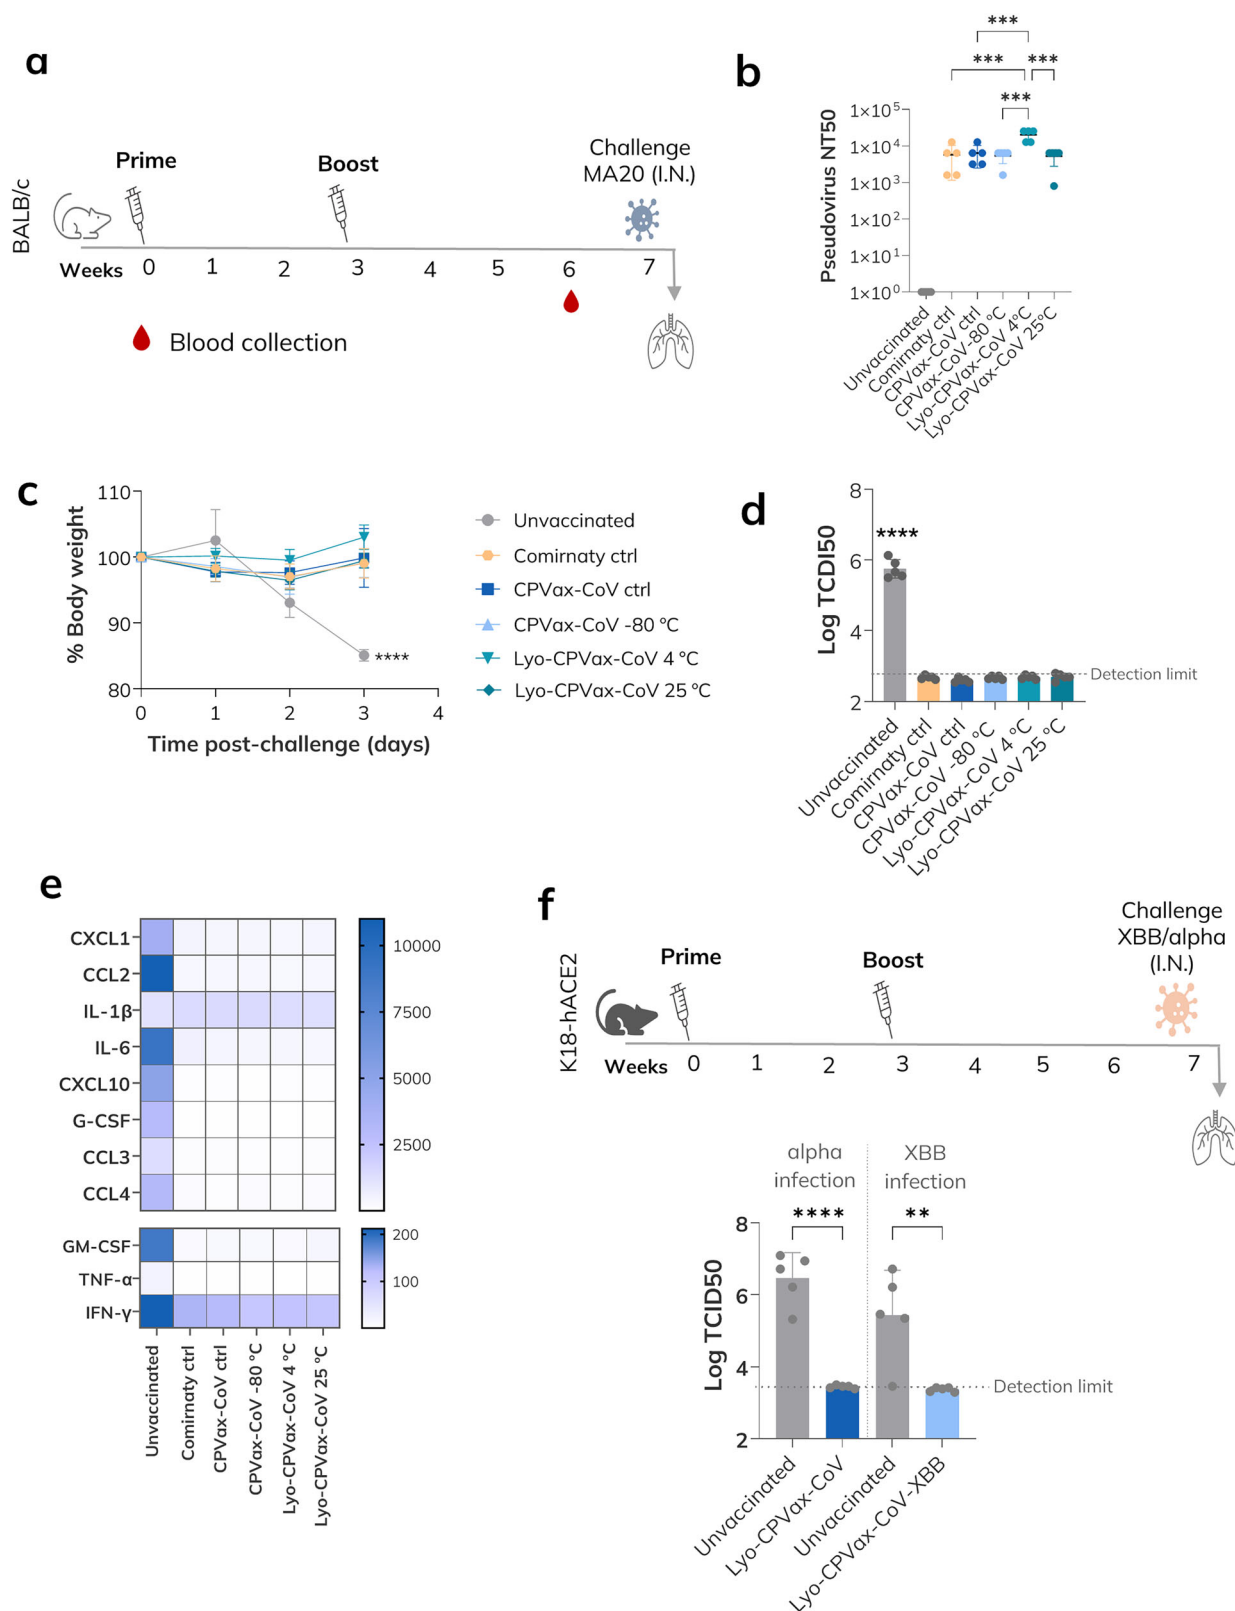 a
BALB/c
Prime
Boost
Challenge
MA20 (I.N.)
Weeks 0 1 2 3 4 5 6 7
Blood collection
b
Pseudovirus NT50
***
*** ***
***
1×10⁵
1×10⁴
1×10³
1×10²
1×10¹
1×10⁰
Unvaccinated
Comirnaty ctrl
CPVax-CoV ctrl
CPVax-CoV -80 °C
Lyo-CPVax-CoV 4°C
Lyo-CPVax-CoV 25°C
c
% Body weight
110
100
90
80
****
0 1 2 3 4
Time post-challenge (days)
Unvaccinated
Comirnaty ctrl
CPVax-CoV ctrl
CPVax-CoV -80 °C
Lyo-CPVax-CoV 4 °C
Lyo-CPVax-CoV 25 °C
d
Log TCDI50
8
6
4
2
****
Detection limit
Unvaccinated
Comirnaty ctrl
CPVax-CoV ctrl
CPVax-CoV -80 °C
Lyo-CPVax-CoV 4 °C
Lyo-CPVax-CoV 25 °C
e
CXCL1
CCL2
IL-1β
IL-6
CXCL10
G-CSF
CCL3
CCL4
10000
7500
5000
2500
GM-CSF
TNF-α
IFN-γ
200
100
Unvaccinated
Comirnaty ctrl
CPVax-CoV ctrl
CPVax-CoV -80 °C
Lyo-CPVax-CoV 4 °C
Lyo-CPVax-CoV 25 °C
f
K18-hACE2
Prime
Boost
Challenge
XBB/alpha
(I.N.)
Weeks 0 1 2 3 4 5 6 7
alpha
infection
XBB
infection
**** **
Log TCID50
8
6
4
2
Detection limit
Unvaccinated
Lyo-CPVax-CoV
Unvaccinated
Lyo-CPVax-CoV-XBB